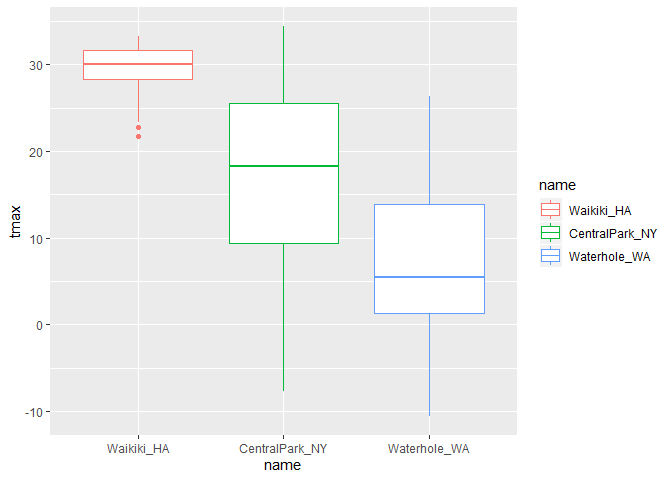 tmax
30
20
10
0
-10
Waikiki_HA
CentralPark_NY
Waterhole_WA
name
name
Waikiki_HA
CentralPark_NY
Waterhole_WA